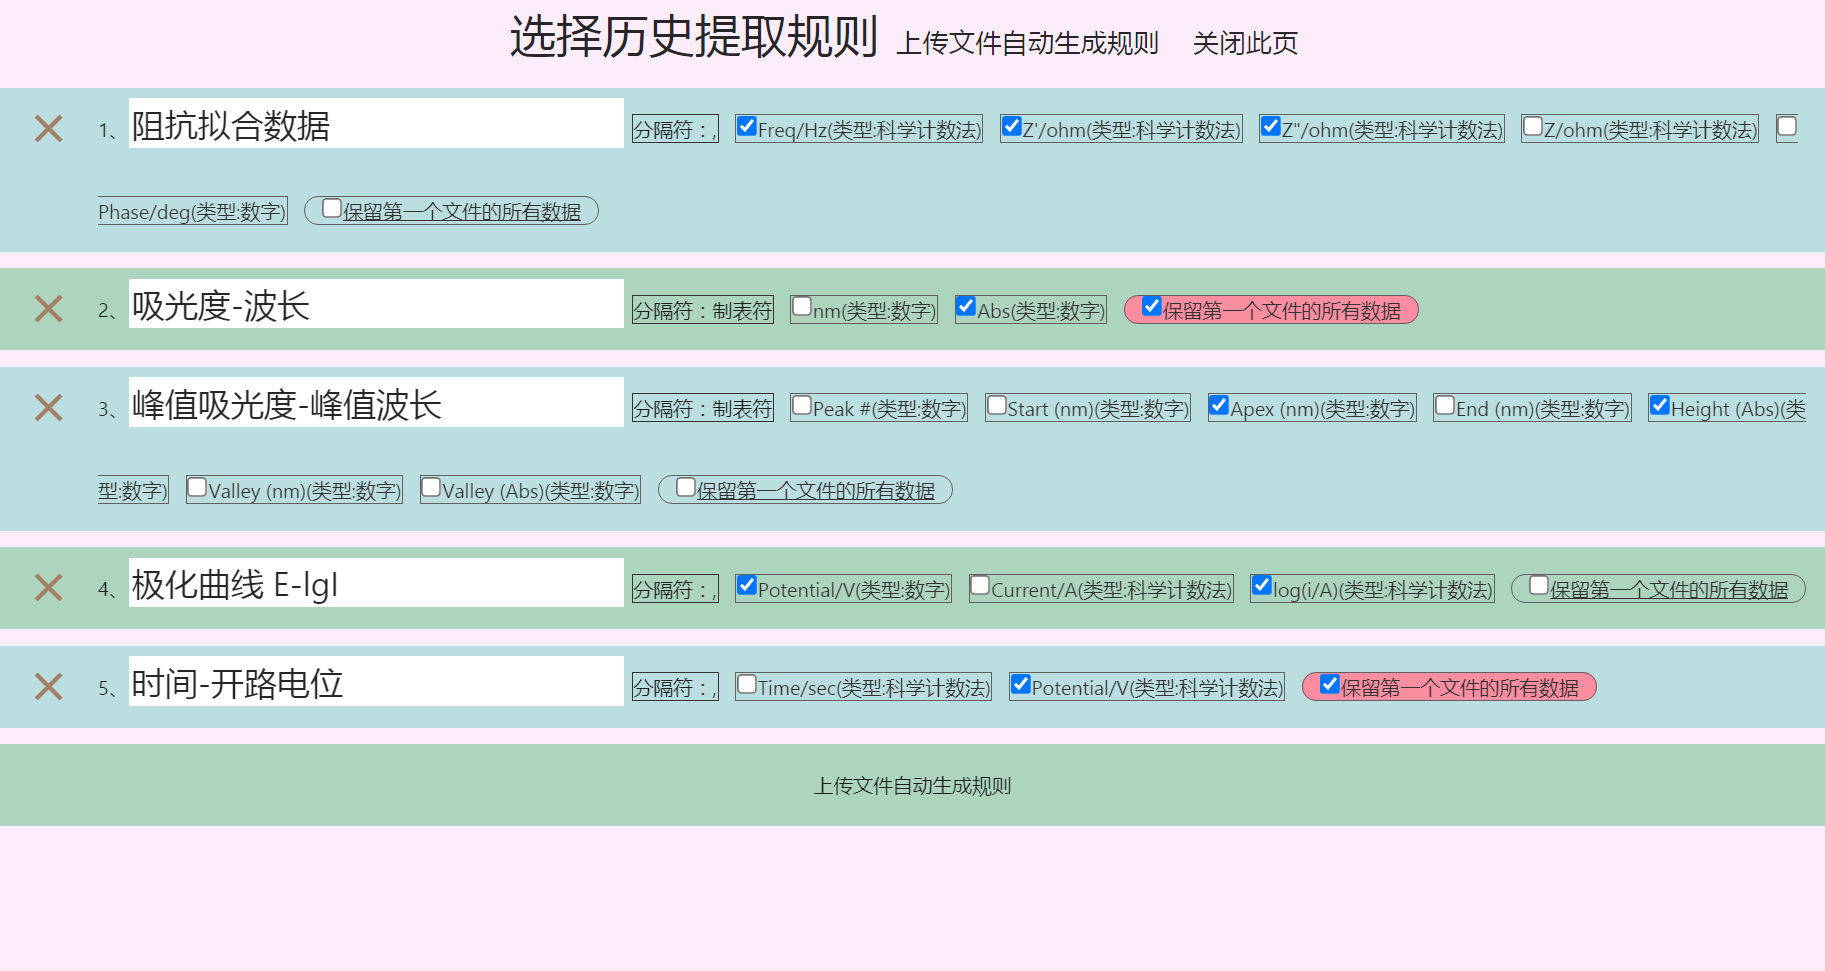 选择历史提取规则 上传文件自动生成规则 关闭此页
1、 阻抗拟合数据 分隔符：, Freq/Hz(类型:科学计数法) Z'/ohm(类型:科学计数法) Z"/ohm(类型:科学计数法) Z/ohm(类型:科学计数法)
Phase/deg(类型:数字) 保留第一个文件的所有数据
2、 吸光度-波长 分隔符：制表符 nm(类型:数字) Abs(类型:数字) 保留第一个文件的所有数据
3、 峰值吸光度-峰值波长 分隔符：制表符 Peak #(类型:数字) Start (nm)(类型:数字) Apex (nm)(类型:数字) End (nm)(类型:数字) Height (Abs)(类
型:数字) Valley (nm)(类型:数字) Valley (Abs)(类型:数字) 保留第一个文件的所有数据
4、 极化曲线 E-lgI 分隔符：, Potential/V(类型:数字) Current/A(类型:科学计数法) log(i/A)(类型:科学计数法) 保留第一个文件的所有数据
5、 时间-开路电位 分隔符：, Time/sec(类型:科学计数法) Potential/V(类型:科学计数法) 保留第一个文件的所有数据
上传文件自动生成规则